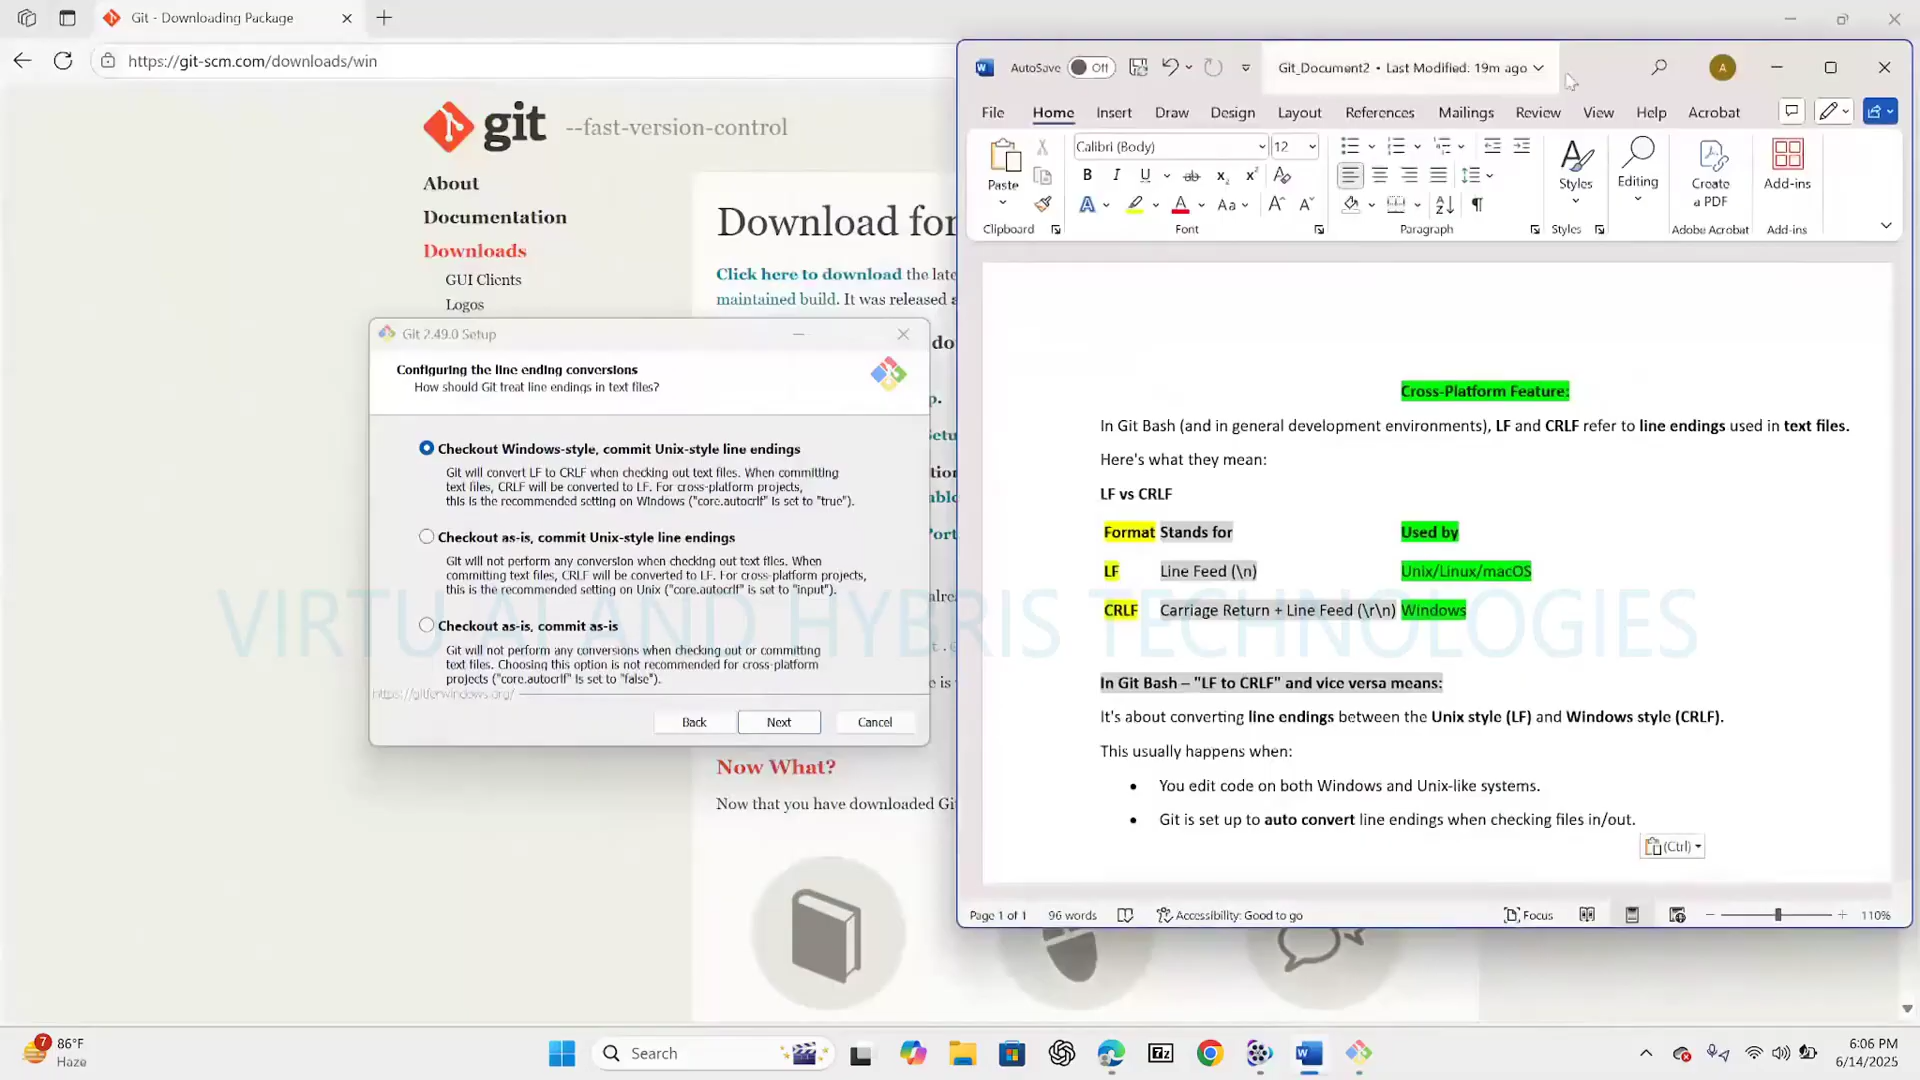 Git - Downloading Package
https://git-scm.com/downloads/win
git --fast-version-control
About
Documentation
Downloads
GUI Clients
Logos
Download for
Click here to download the late
maintained build. It was released a
Git 2.49.0 Setup
Configuring the line ending conversions
How should Git treat line endings in text files?
Checkout Windows-style, commit Unix-style line endings
Git will convert LF to CRLF when checking out text files. When committing
text files, CRLF will be converted to LF. For cross-platform projects,
this is the recommended setting on Windows ("core.autocrlf" is set to "true").
Checkout as-is, commit Unix-style line endings
Git will not perform any conversion when checking out text files. When
committing text files, CRLF will be converted to LF. For cross-platform projects,
this is the recommended setting on Unix ("core.autocrlf" is set to "input").
Checkout as-is, commit as-is
Git will not perform any conversions when checking out or committing
text files. Choosing this option is not recommended for cross-platform
projects ("core.autocrlf" is set to "false").
https://gitforwindows.org/
Back Next Cancel
Now What?
Now that you have downloaded Gi
AutoSave Off Git_Document2 • Last Modified: 19m ago A
File Home Insert Draw Design Layout References Mailings Review View Help Acrobat
Calibri (Body) 12
Paste Styles Editing Create a PDF Add-ins
Clipboard Font Paragraph Styles Adobe Acrobat Add-ins
Cross-Platform Feature:
In Git Bash (and in general development environments), LF and CRLF refer to line endings used in text files.
Here's what they mean:
LF vs CRLF
Format Stands for Used by
LF Line Feed (\n) Unix/Linux/macOS
CRLF Carriage Return + Line Feed (\r\n) Windows
In Git Bash – "LF to CRLF" and vice versa means:
It's about converting line endings between the Unix style (LF) and Windows style (CRLF).
This usually happens when:
• You edit code on both Windows and Unix-like systems.
• Git is set up to auto convert line endings when checking files in/out.
(Ctrl)
Page 1 of 1 96 words Accessibility: Good to go Focus 110%
VIRTUAL AND HYBRIS TECHNOLOGIES
7 86°F
Haze
Search
7z
6:06 PM
6/14/2025